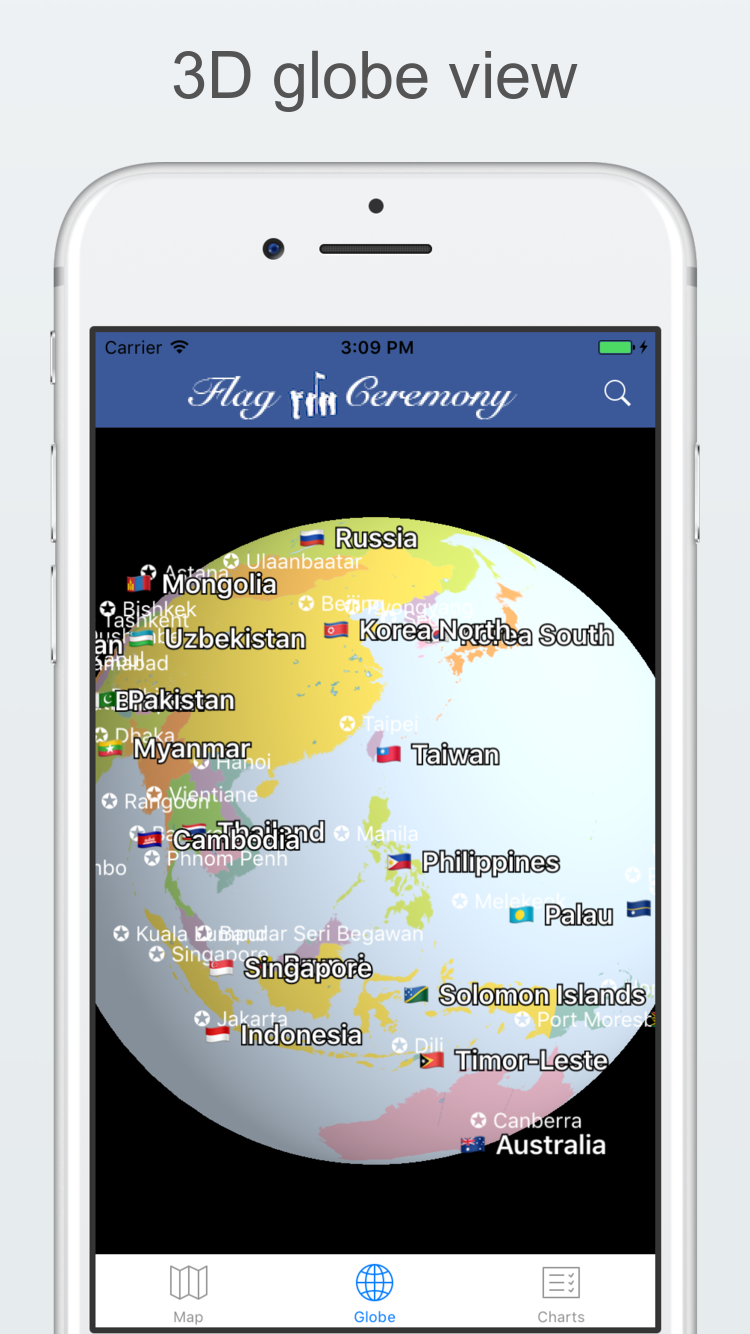 3D globe view
Carrier
3:09 PM
Flag Ceremony
Russia
Ulaanbaatar
Astana
Mongolia
Beijing
Pyongyang
Bishkek
Tashkent
Uzbekistan
Korea North
Korea South
Kabul
Pakistan
Taipei
Dhaka
Myanmar
Hanoi
Taiwan
Vientiane
Rangoon
Thailand
Manila
Cambodia
Phnom Penh
Philippines
Melekeok
Palau
Kuala Lumpur
Bandar Seri Begawan
Singapore
Brunei
Singapore
Solomon Islands
Jakarta
Port Moresb
Indonesia
Dili
Timor-Leste
Canberra
Australia
Map
Globe
Charts